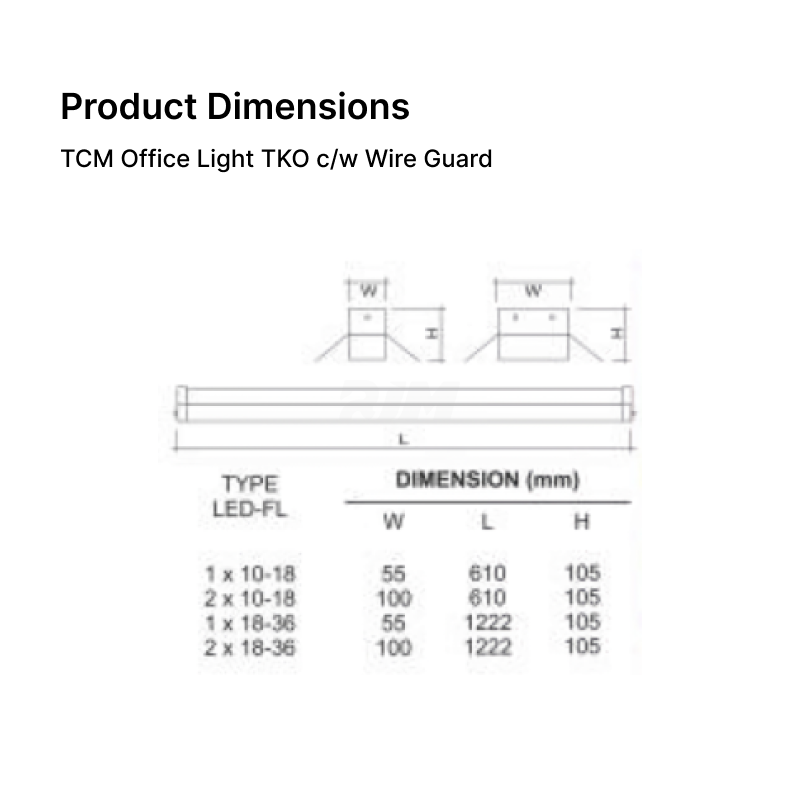 Product Dimensions
TCM Office Light TKO c/w Wire Guard
W W
H H
L
TYPE DIMENSION (mm)
LED-FL
W L H
1 x 10-18 55 610 105
2 x 10-18 100 610 105
1 x 18-36 55 1222 105
2 x 18-36 100 1222 105